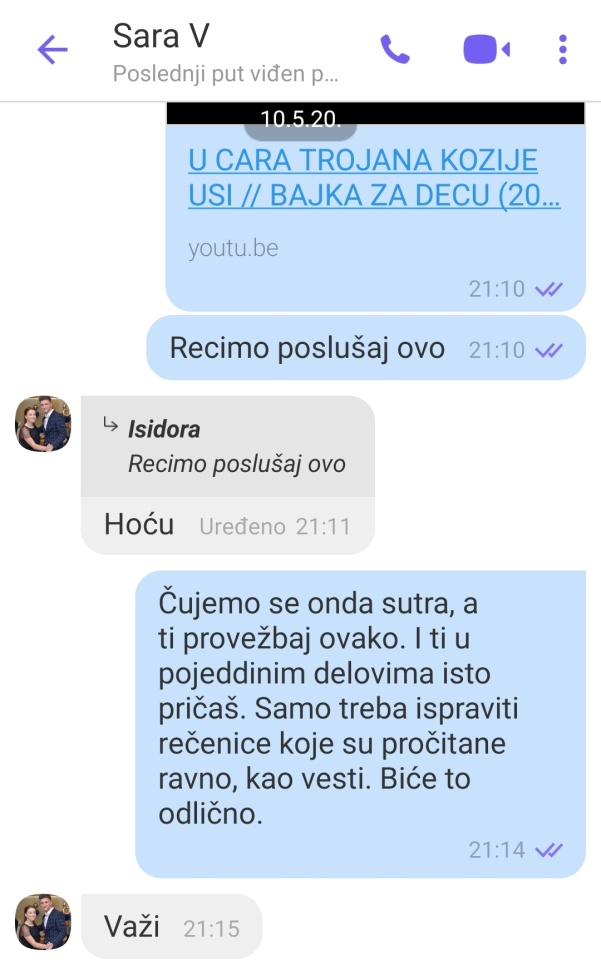 Sara V
Poslednji put viđen p...
10.5.20.
U CARA TROJANA KOZIJE
USI // BAJKA ZA DECU (20...
youtu.be
21:10
Recimo poslušaj ovo 21:10
Isidora
Recimo poslušaj ovo
Hoću Uređeno 21:11
Čujemo se onda sutra, a
ti provežbaj ovako. I ti u
pojeddinim delovima isto
pričaš. Samo treba ispraviti
rečenice koje su pročitane
ravno, kao vesti. Biće to
odlično.
21:14
Važi 21:15